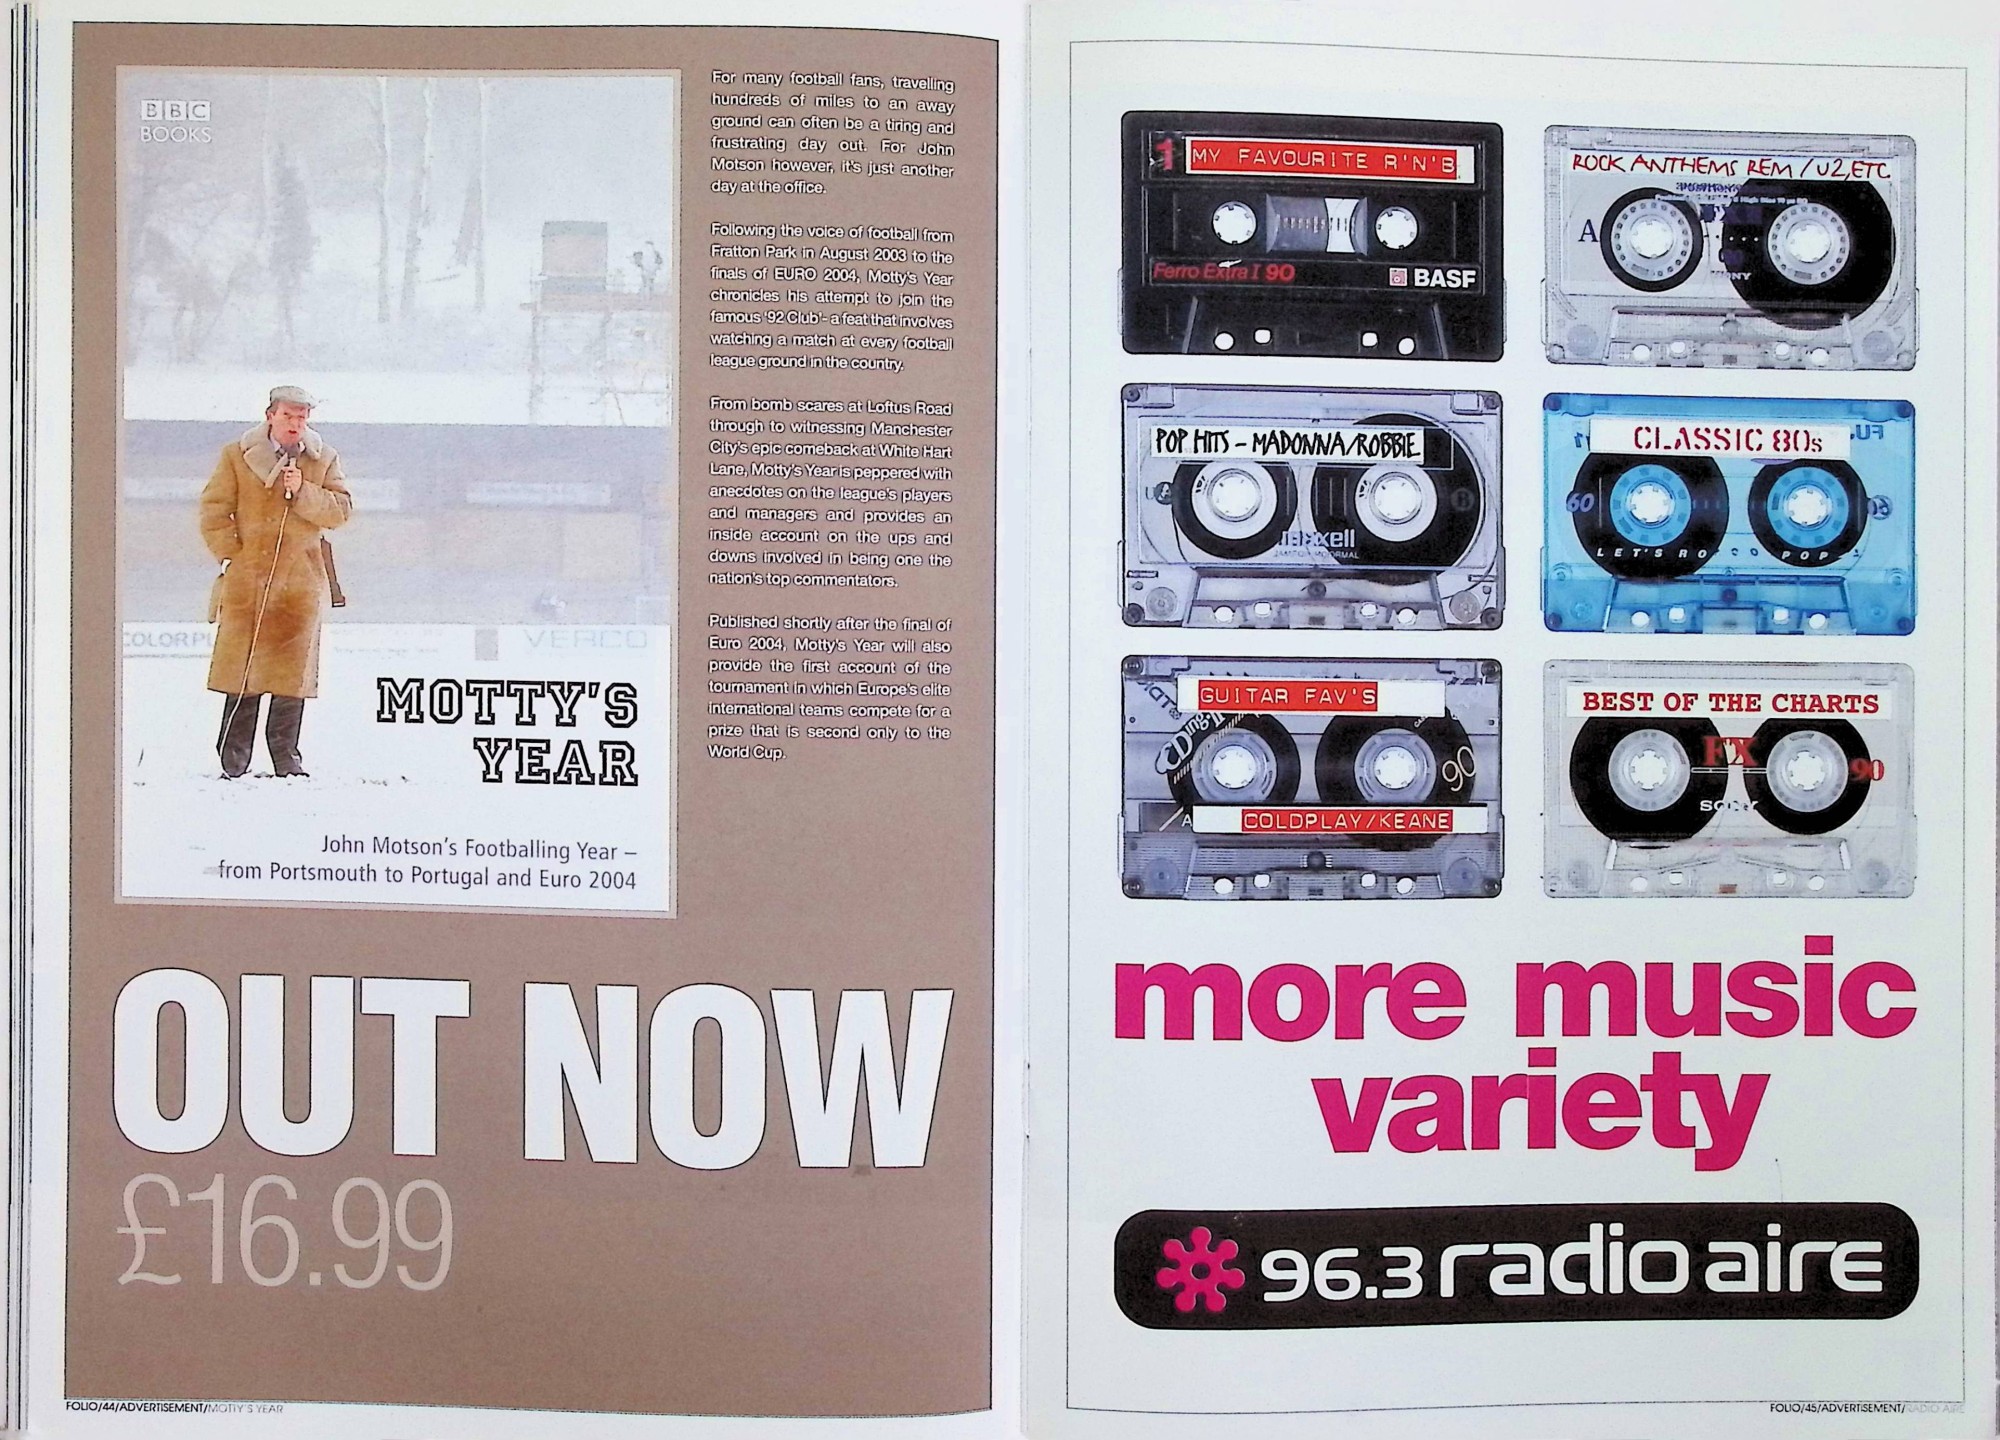 BBC
BOOKS
COLORPL
VERCO
MOTTY'S
YEAR
John Motson's Footballing Year –
from Portsmouth to Portugal and Euro 2004
For many football fans, travelling
hundreds of miles to an away
ground can often be a tiring and
frustrating day out. For John
Motson however, it's just another
day at the office.
Following the voice of football from
Fratton Park in August 2003 to the
finals of EURO 2004, Motty's Year
chronicles his attempt to join the
famous '92 Club'- a feat that involves
watching a match at every football
league ground in the country.
From bomb scares at Loftus Road
through to witnessing Manchester
City's epic comeback at White Hart
Lane, Motty's Year is peppered with
anecdotes on the league's players
and managers and provides an
inside account on the ups and
downs involved in being one the
nation's top commentators.
Published shortly after the final of
Euro 2004, Motty's Year will also
provide the first account of the
tournament in which Europe's elite
international teams compete for a
prize that is second only to the
World Cup.
OUT NOW
£16.99
FOLIO/44/ADVERTISEMENT/MOTTY'S YEAR
1 MY FAVOURITE R'N'B
Ferro Extra I 90
BASF
ROCK ANTHEMS REM / U2, ETC
A
POP HITS - MADONNA/ROBBIE
maxell
CLASSIC 80s
60
LET'S RO POP
GUITAR FAV'S
CDing-II
90
A
COLDPLAY/KEANE
BEST OF THE CHARTS
FX
90
SONY
more music
variety
96.3 radio aire
FOLIO/45/ADVERTISEMENT/RADIO AIRE